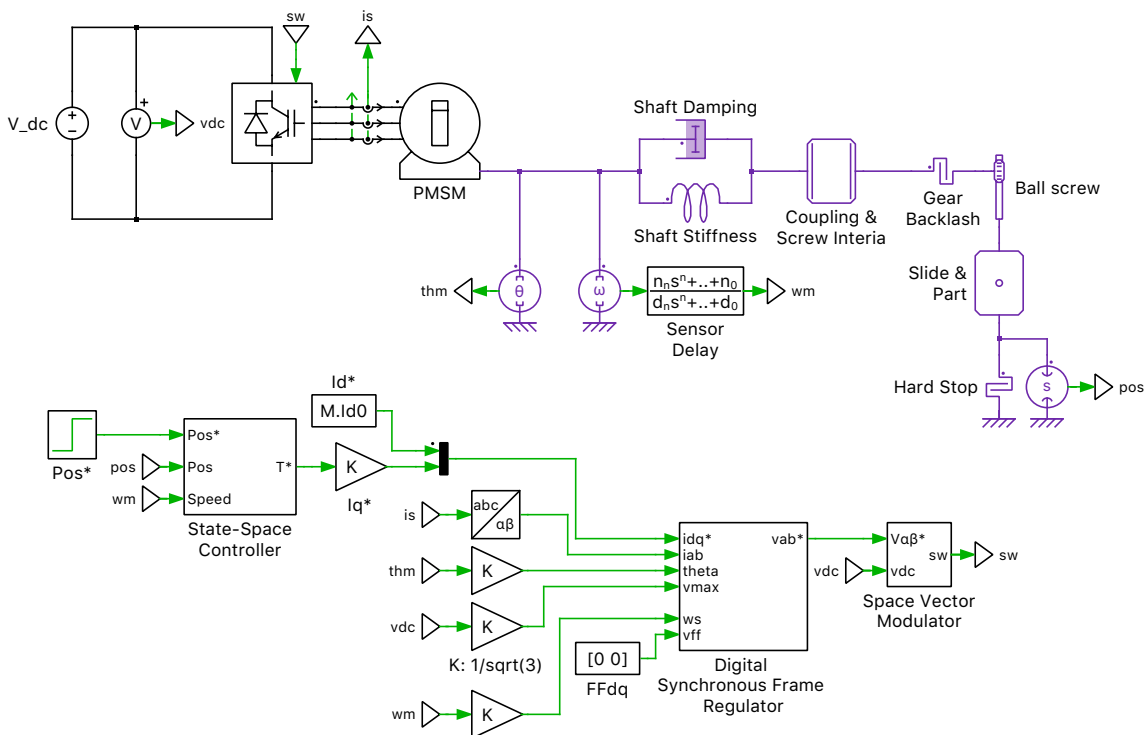 sw
is
V_dc
V
vdc
PMSM
Shaft Damping
Shaft Stiffness
Coupling &
Screw Interia
Gear
Backlash
Ball screw
Slide &
Part
Hard Stop
s
pos
thm
θ
ω
nₙsⁿ+..+n₀
dₙsⁿ+..+d₀
wm
Sensor
Delay
Id*
M.Id0
Pos*
pos
wm
Pos*
Pos
Speed
T*
State-Space
Controller
K
Iq*
is
abc
αβ
thm
K
vdc
K
K: 1/sqrt(3)
wm
K
[0 0]
FFdq
idq*
iab
theta
vmax
ws
vff
vab*
Digital
Synchronous Frame
Regulator
vdc
Vαβ*
vdc
sw
sw
Space Vector
Modulator